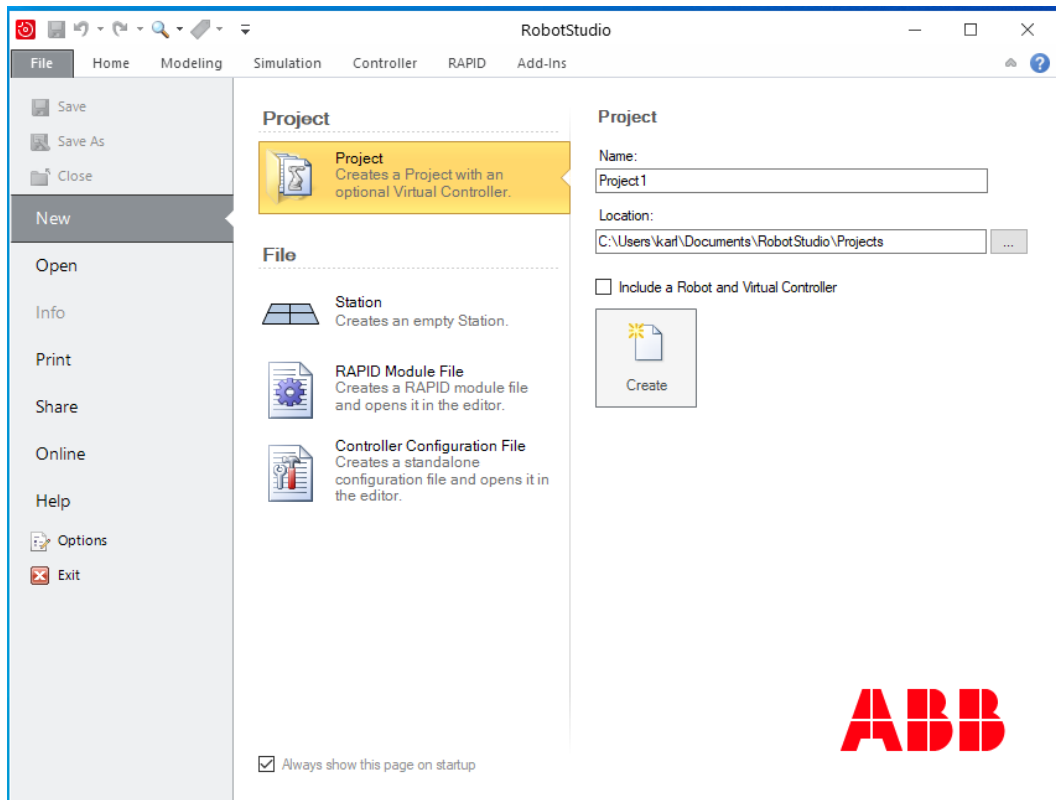 RobotStudio
File Home Modeling Simulation Controller RAPID Add-Ins
Save
Save As
Close
New
Open
Info
Print
Share
Online
Help
Options
Exit
Project
Project
Creates a Project with an
optional Virtual Controller.
File
Station
Creates an empty Station.
RAPID Module File
Creates a RAPID module file
and opens it in the editor.
Controller Configuration File
Creates a standalone
configuration file and opens it in
the editor.
Always show this page on startup
Project
Name:
Project1
Location:
C:\Users\karl\Documents\RobotStudio\Projects
...
Include a Robot and Virtual Controller
Create
ABB